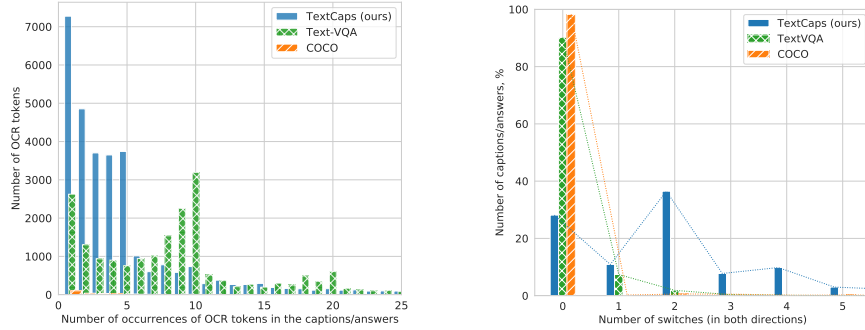 TextCaps (ours)
Text-VQA
COCO
Number of OCR tokens
7000
6000
5000
4000
3000
2000
1000
0
0 5 10 15 20 25
Number of occurrences of OCR tokens in the captions/answers
TextCaps (ours)
TextVQA
COCO
Number of captions/answers, %
100
80
60
40
20
0
0 1 2 3 4 5
Number of switches (in both directions)